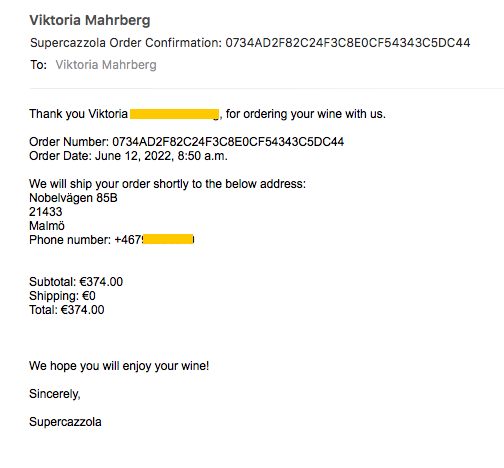 Viktoria Mahrberg
Supercazzola Order Confirmation: 0734AD2F82C24F3C8E0CF54343C5DC44
To: Viktoria Mahrberg
Thank you Viktoria , for ordering your wine with us.
Order Number: 0734AD2F82C24F3C8E0CF54343C5DC44
Order Date: June 12, 2022, 8:50 a.m.
We will ship your order shortly to the below address:
Nobelvägen 85B
21433
Malmö
Phone number: +467
Subtotal: €374.00
Shipping: €0
Total: €374.00
We hope you will enjoy your wine!
Sincerely,
Supercazzola